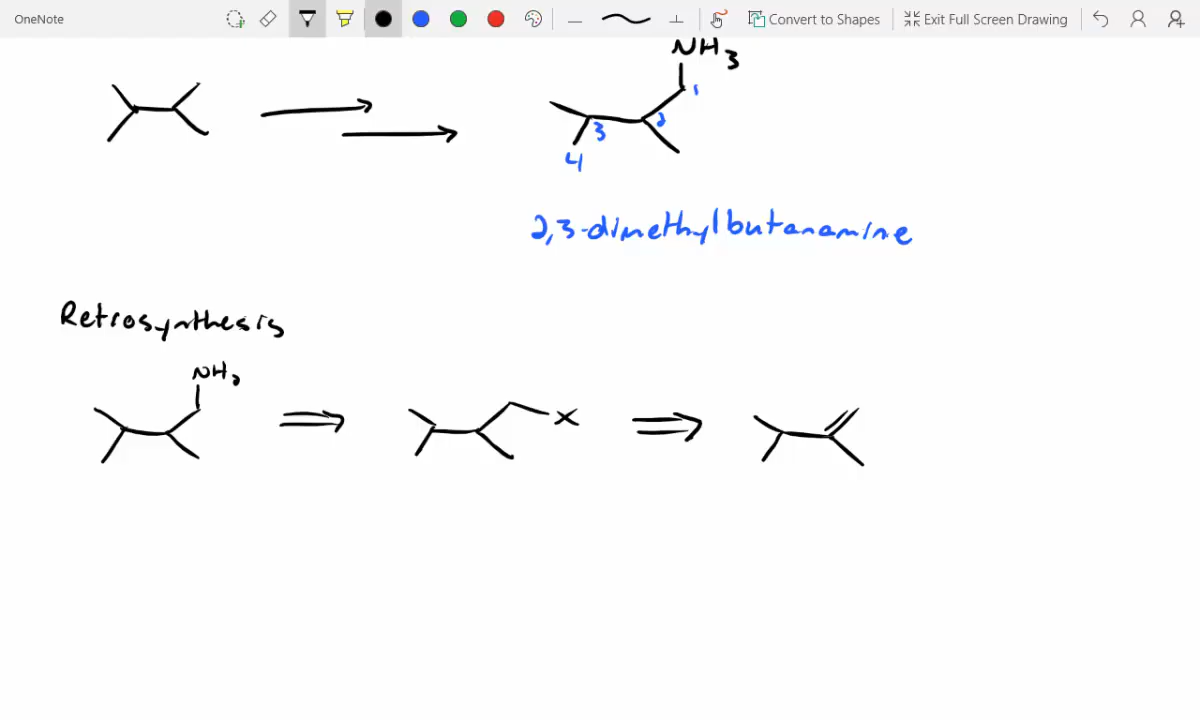 OneNote
Convert to Shapes
Exit Full Screen Drawing
NH3
1
2
3
4
2,3-dimethylbutanamine
Retrosynthesis
NH2
X